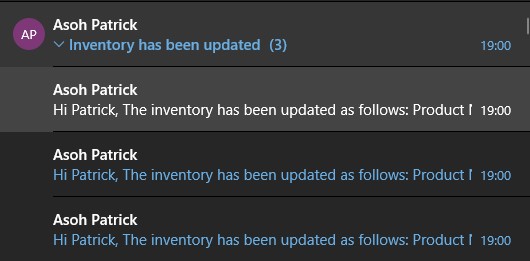 AP
Asoh Patrick
Inventory has been updated (3) 19:00
Asoh Patrick
Hi Patrick, The inventory has been updated as follows: Product 19:00
Asoh Patrick
Hi Patrick, The inventory has been updated as follows: Product 19:00
Asoh Patrick
Hi Patrick, The inventory has been updated as follows: Product 19:00